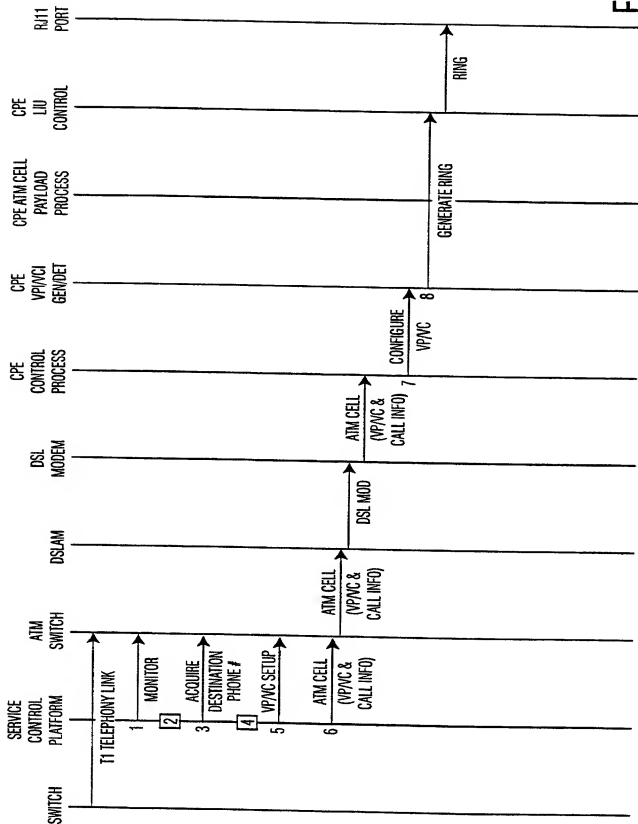 SWITCH
SERVICE
CONTROL
PLATFORM
ATM
SWITCH
DSLAM
DSL
MODEM
CPE
CONTROL
PROCESS
CPE
VPI/VCI
GEN/DET
CPE ATM CELL
PAYLOAD
PROCESS
CPE
LIU
CONTROL
RJ11
PORT
T1 TELEPHONY LINK
1
MONITOR
2
3
ACQUIRE
DESTINATION
PHONE #
4
5
VP/VC SETUP
6
ATM CELL
(VP/VC &
CALL INFO)
ATM CELL
(VP/VC &
CALL INFO)
DSL MOD
ATM CELL
(VP/VC &
CALL INFO)
7
CONFIGURE
VP/VC
8
GENERATE RING
RING